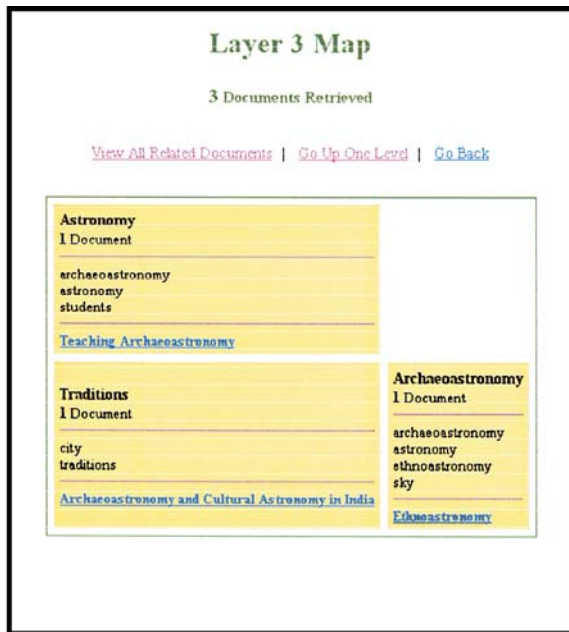 Layer 3 Map
3 Documents Retrieved
View All Related Documents | Go Up One Level | Go Back
Astronomy
1 Document
archaeoastronomy
astronomy
students
Teaching Archaeoastronomy
Traditions
1 Document
city
traditions
Archaeoastronomy and Cultural Astronomy in India
Archaeoastronomy
1 Document
archaeoastronomy
astronomy
ethnoastronomy
sky
Ethnoastronomy